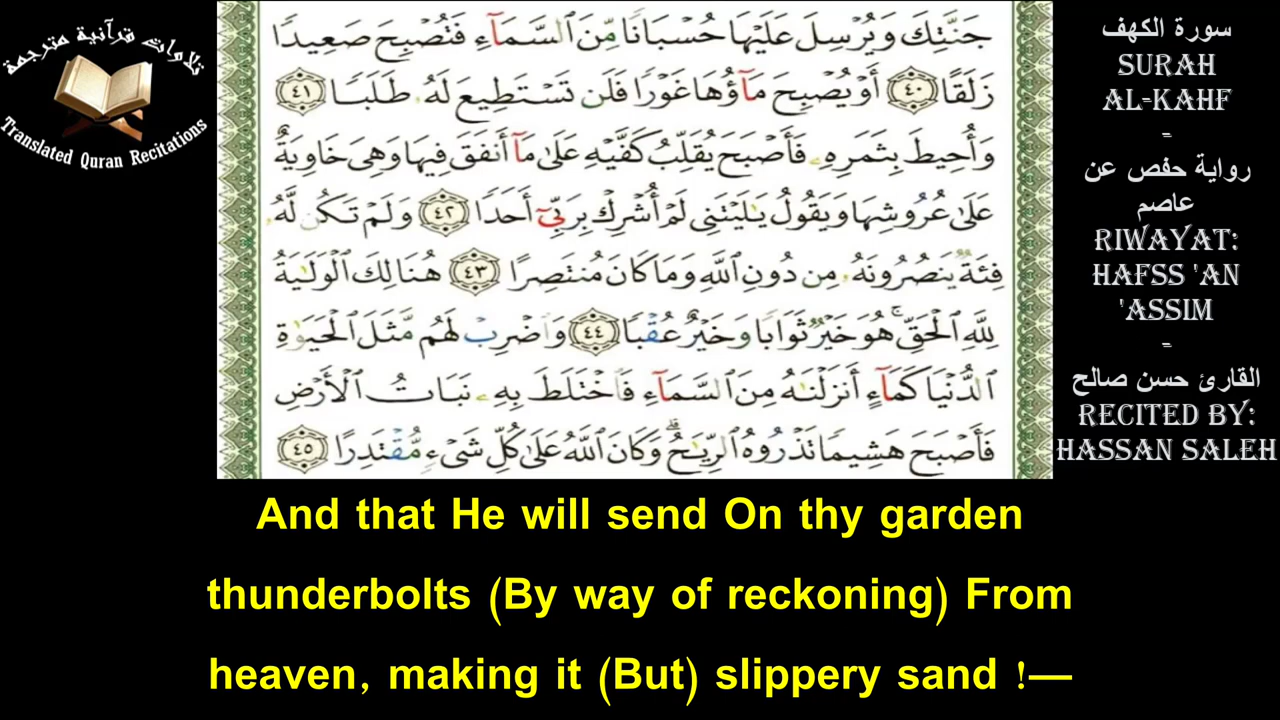 تلاوات قرآنية مترجمة
Translated Quran Recitations
جَنَّتِكَ وَيُرْسِلَ عَلَيْهَا حُسْبَانًا مِّنَ ٱلسَّمَآءِ فَتُصْبِحَ صَعِيدًا
زَلَقًا ٤٠ أَوْ يُصْبِحَ مَآؤُهَا غَوْرًا فَلَن تَسْتَطِيعَ لَهُۥ طَلَبًا ٤١
وَأُحِيطَ بِثَمَرِهِۦ فَأَصْبَحَ يُقَلِّبُ كَفَّيْهِ عَلَىٰ مَآ أَنفَقَ فِيهَا وَهِىَ خَاوِيَةٌ
عَلَىٰ عُرُوشِهَا وَيَقُولُ يَٰلَيْتَنِى لَمْ أُشْرِكْ بِرَبِّىٓ أَحَدًا ٤٢ وَلَمْ تَكُن لَّهُۥ
فِئَةٌ يَنصُرُونَهُۥ مِن دُونِ ٱللَّهِ وَمَا كَانَ مُنتَصِرًا ٤٣ هُنَالِكَ ٱلْوَلَٰيَةُ
لِلَّهِ ٱلْحَقِّ ۚ هُوَ خَيْرٌ ثَوَابًا وَخَيْرٌ عُقْبًا ٤٤ وَٱضْرِبْ لَهُم مَّثَلَ ٱلْحَيَوٰةِ
ٱلدُّنْيَا كَمَآءٍ أَنزَلْنَٰهُ مِنَ ٱلسَّمَآءِ فَٱخْتَلَطَ بِهِۦ نَبَاتُ ٱلْأَرْضِ
فَأَصْبَحَ هَشِيمًا تَذْرُوهُ ٱلرِّيَٰحُ ۗ وَكَانَ ٱللَّهُ عَلَىٰ كُلِّ شَىْءٍ مُّقْتَدِرًا ٤٥
سورة الكهف
SURAH
AL-KAHF
-
رواية حفص عن
عاصم
RIWAYAT:
HAFSS 'AN
'ASSIM
-
القارئ حسن صالح
RECITED BY:
HASSAN SALEH
And that He will send On thy garden
thunderbolts (By way of reckoning) From
heaven, making it (But) slippery sand !—